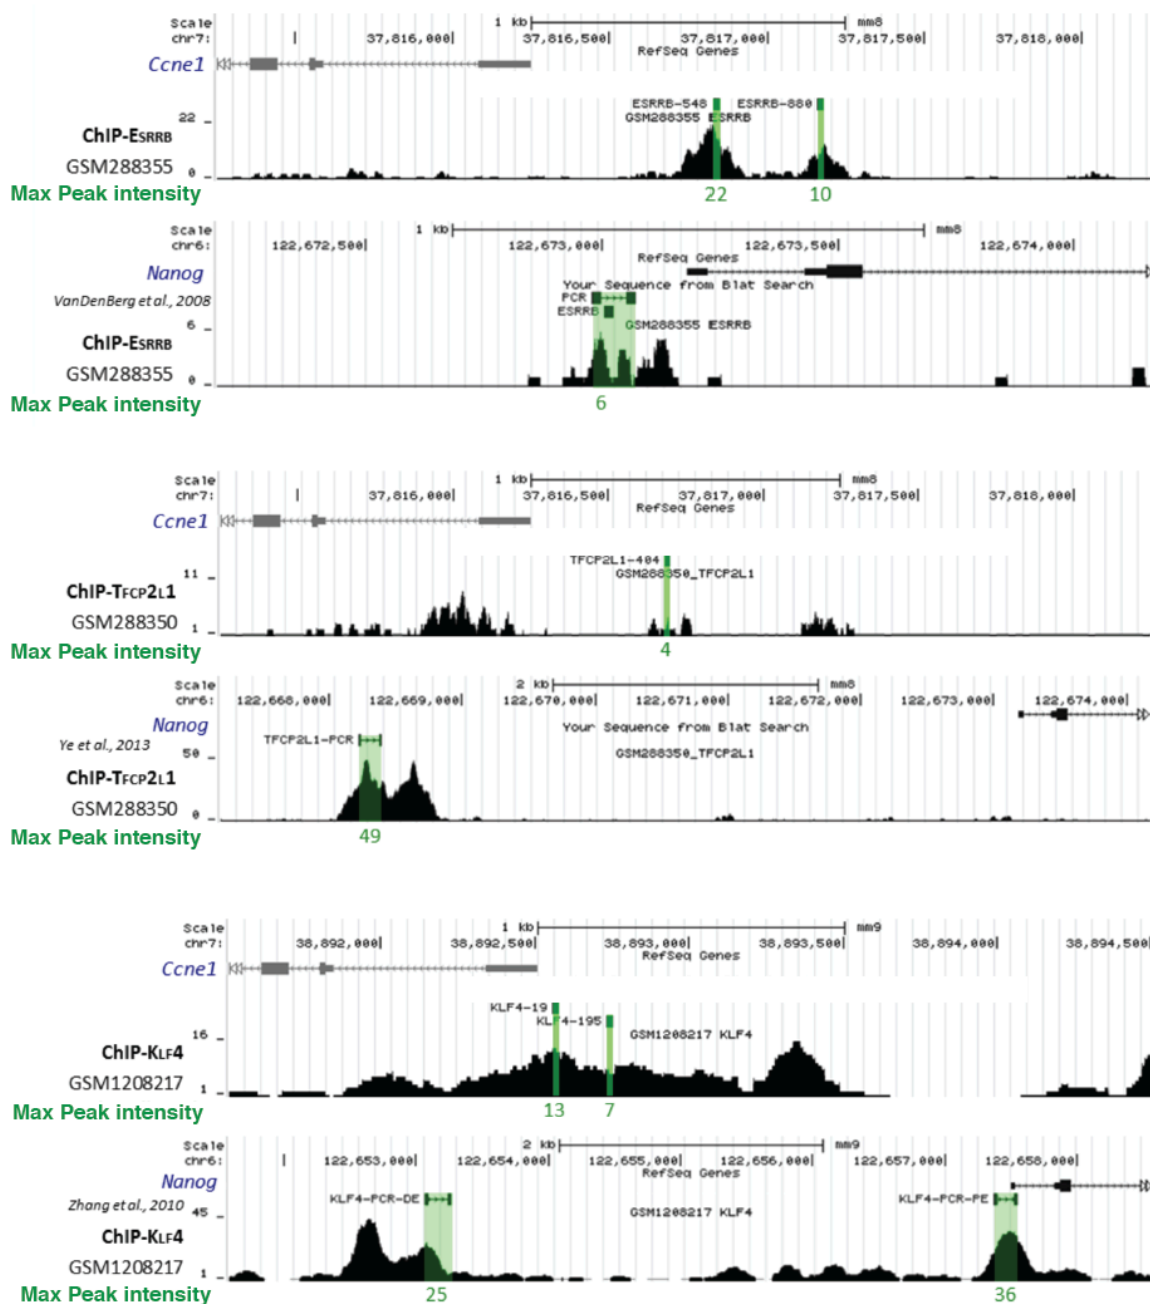 Scale 1 kb mm8
chr7: 37,816,000 37,816,500 37,817,000 37,817,500 37,818,000
RefSeq Genes
Ccne1
ESRRB-548 ESRRB-880
22 GSM288355 ESRRB
ChIP-ESRRB
GSM288355 0
Max Peak intensity 22 10
Scale 1 kb mm8
chr6: 122,672,500 122,673,000 122,673,500 122,674,000
RefSeq Genes
Nanog
Your Sequence from Blat Search
VanDenBerg et al., 2008 PCR
ESRRB
6 GSM288355 ESRRB
ChIP-ESRRB
GSM288355 0
Max Peak intensity 6
Scale 1 kb mm8
chr7: 37,816,000 37,816,500 37,817,000 37,817,500 37,818,000
RefSeq Genes
Ccne1
TFCP2L1-404
11 GSM288350_TFCP2L1
ChIP-TFCP2L1
GSM288350 1
Max Peak intensity 4
Scale 2 kb mm8
chr6: 122,668,000 122,669,000 122,670,000 122,671,000 122,672,000 122,673,000 122,674,000
Nanog Your Sequence from Blat Search
Ye et al., 2013 TFCP2L1-PCR
50 GSM288350_TFCP2L1
ChIP-TFCP2L1
GSM288350 0
Max Peak intensity 49
Scale 1 kb mm9
chr7: 38,892,000 38,892,500 38,893,000 38,893,500 38,894,000 38,894,500
RefSeq Genes
Ccne1
KLF4-19
KLF4-195
16 GSM1208217 KLF4
ChIP-KLF4
GSM1208217 1
Max Peak intensity 13 7
Scale 2 kb mm9
chr6: 122,653,000 122,654,000 122,655,000 122,656,000 122,657,000 122,658,000
RefSeq Genes
Nanog
Zhang et al., 2010 KLF4-PCR-DE KLF4-PCR-PE
45 GSM1208217 KLF4
ChIP-KLF4
GSM1208217 1
Max Peak intensity 25 36